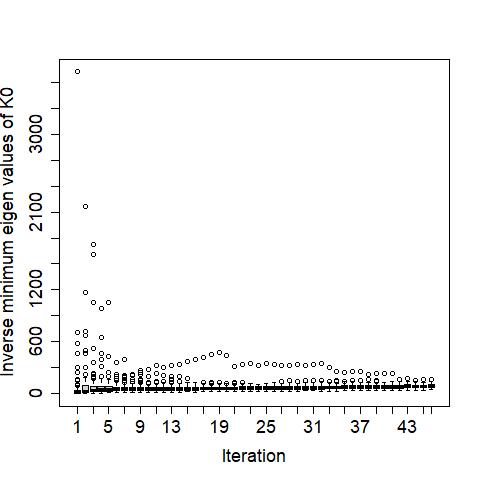 Inverse minimum eigen values of K0
3000
2100
1200
600
0
1 5 9 13 19 25 31 37 43
Iteration